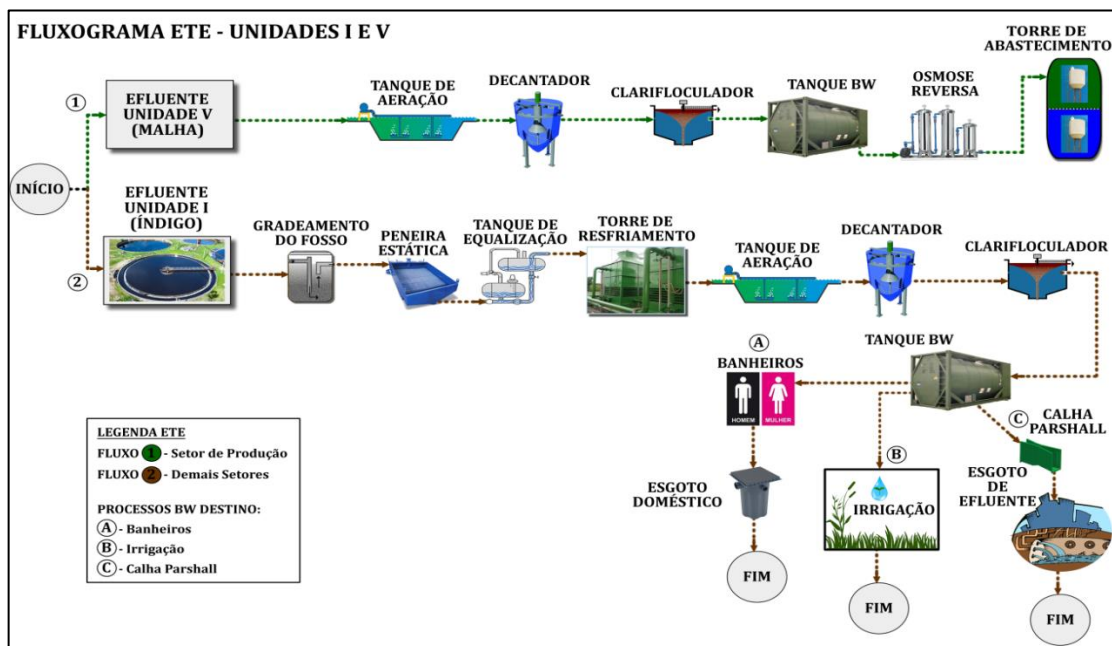 FLUXOGRAMA ETE - UNIDADES I E V
1
EFLUENTE
UNIDADE V
(MALHA)
TANQUE DE
AERAÇÃO
DECANTADOR
CLARIFLOCULADOR
TANQUE BW
OSMOSE
REVERSA
TORRE DE
ABASTECIMENTO
INÍCIO
2
EFLUENTE
UNIDADE I
(ÍNDIGO)
GRADEAMENTO
DO FOSSO
PENEIRA
ESTÁTICA
TANQUE DE
EQUALIZAÇÃO
TORRE DE
RESFRIAMENTO
TANQUE DE
AERAÇÃO
DECANTADOR
CLARIFLOCULADOR
TANQUE BW
A
BANHEIROS
HOMEM
MULHER
ESGOTO
DOMÉSTICO
FIM
B
IRRIGAÇÃO
FIM
C
CALHA
PARSHALL
ESGOTO
DE
EFLUENTE
FIM
LEGENDA ETE
FLUXO 1 - Setor de Produção
FLUXO 2 - Demais Setores
PROCESSOS BW DESTINO:
A - Banheiros
B - Irrigação
C - Calha Parshall